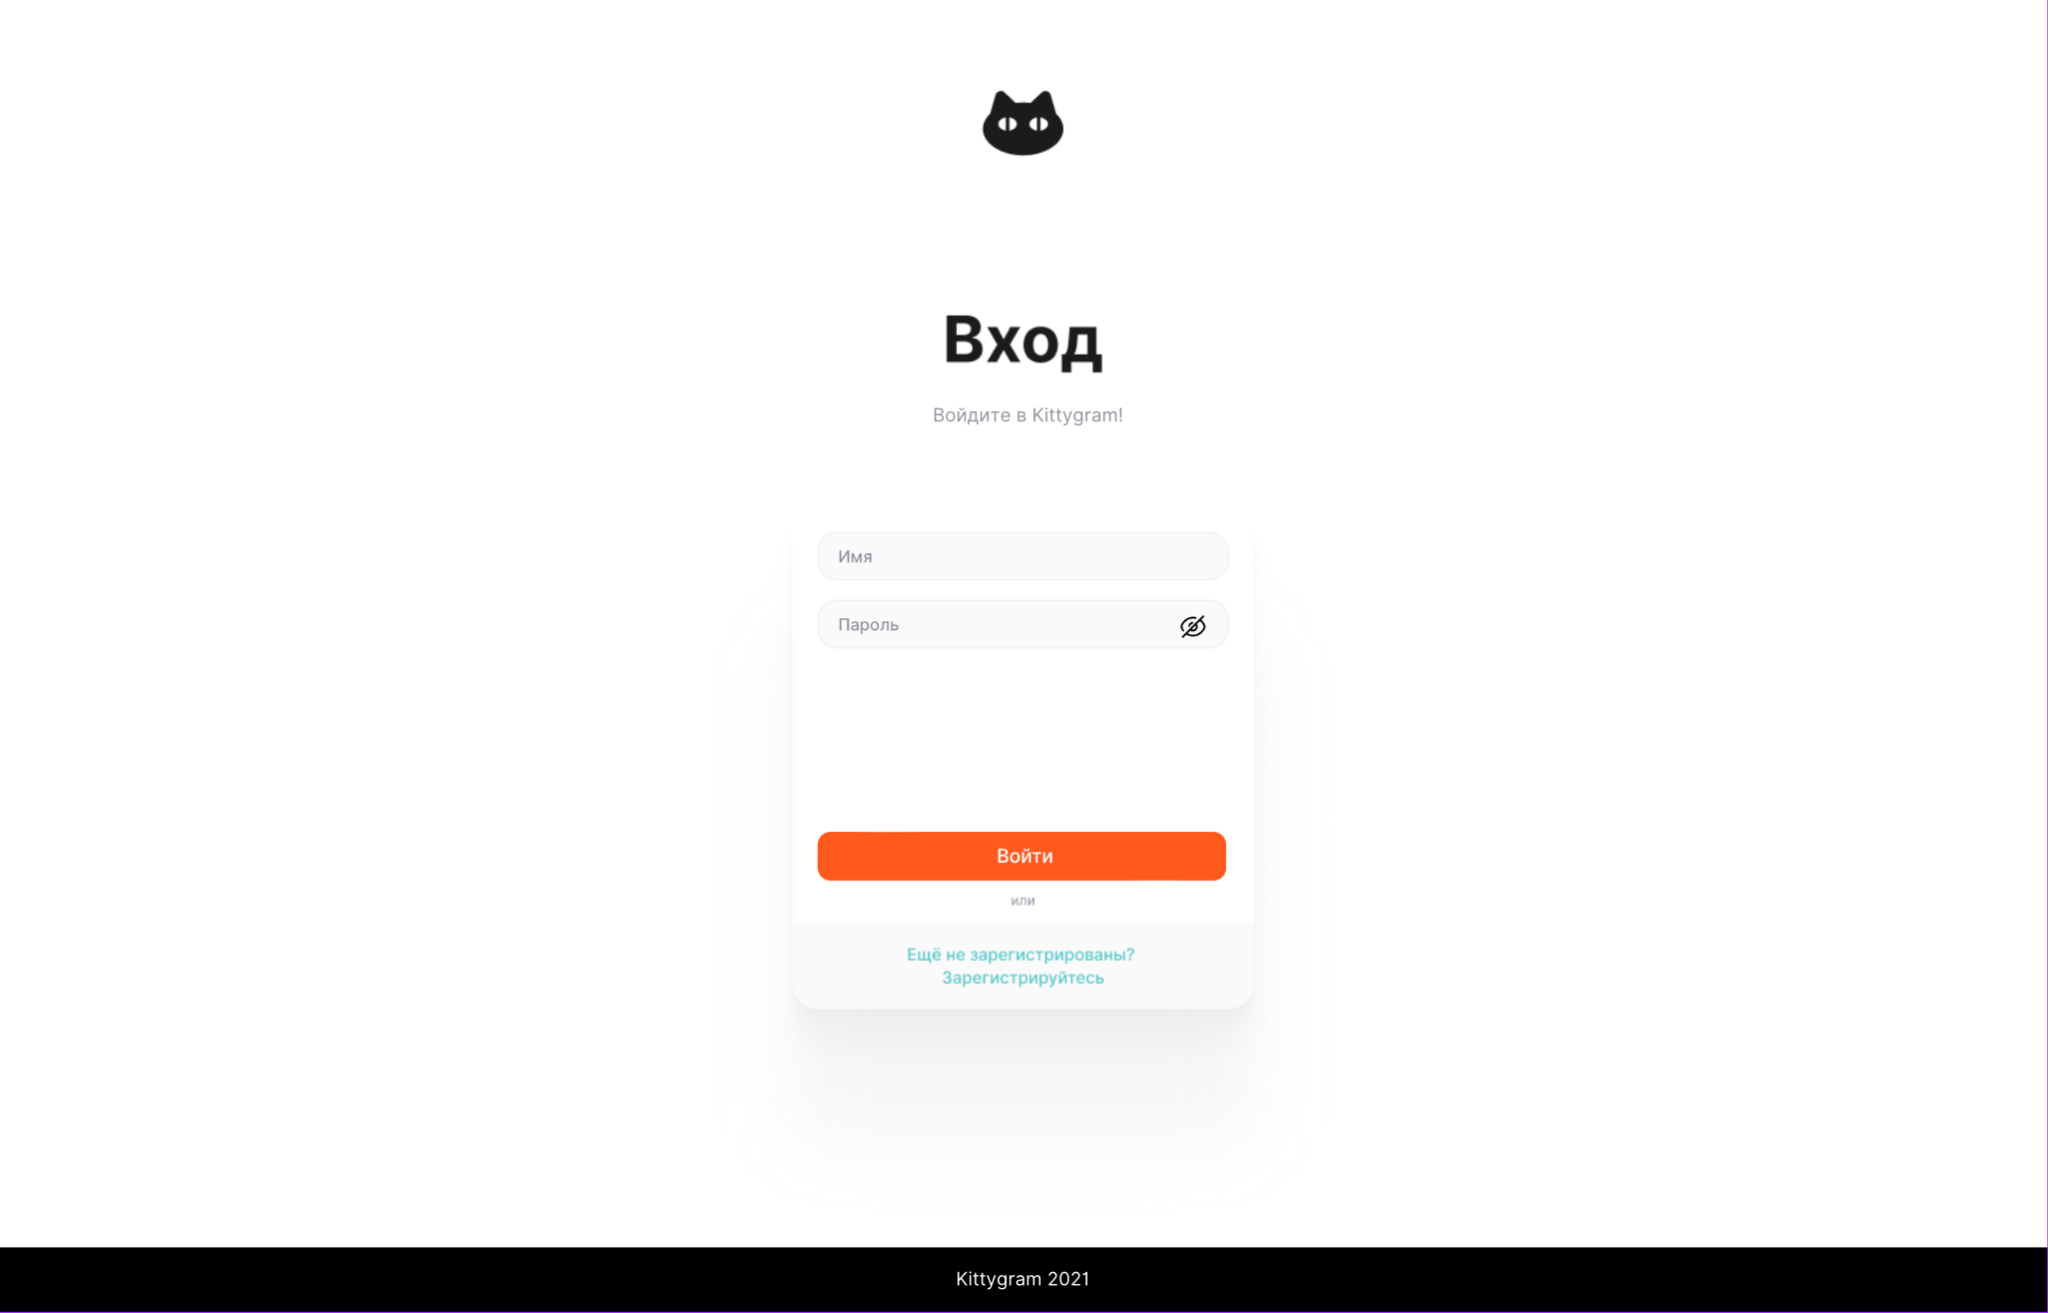 Вход
Войдите в Kittygram!
Имя
Пароль
Войти
или
Ещё не зарегистрированы?
Зарегистрируйтесь
Kittygram 2021